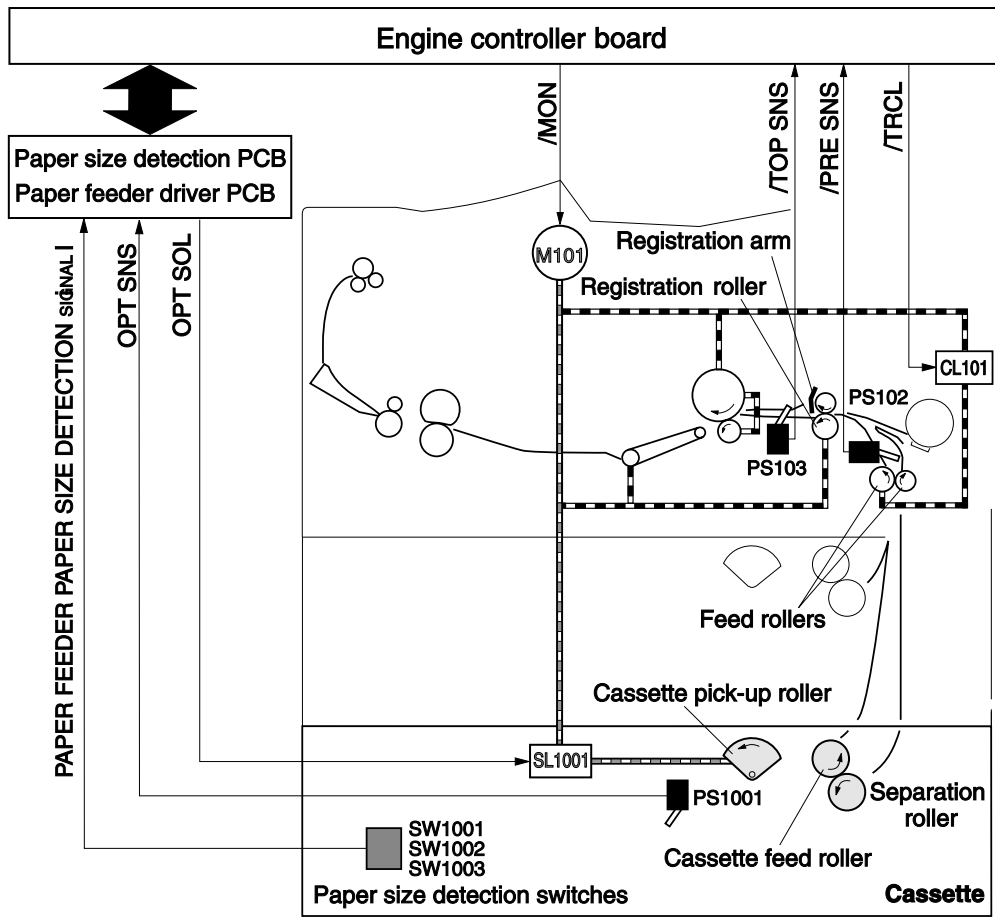 Engine controller board
Paper size detection PCB
Paper feeder driver PCB
/MON
/TOP SNS
/PRE SNS
/TRCL
PAPER FEEDER PAPER SIZE DETECTION SIGNAL I
OPT SNS
OPT SOL
M101
Registration arm
Registration roller
CL101
PS102
PS103
Feed rollers
Cassette pick-up roller
SL1001
PS1001
Separation
roller
SW1001
SW1002
SW1003
Cassette feed roller
Paper size detection switches
Cassette